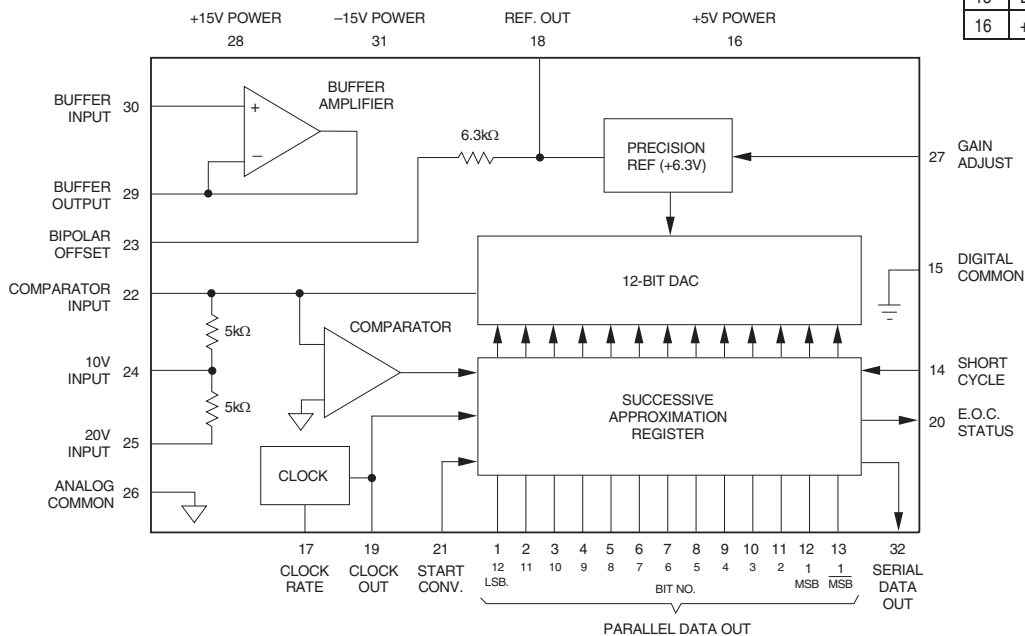 +15V POWER –15V POWER REF. OUT +5V POWER
28 31 18 16
16 +
BUFFER
INPUT 30
+
–
BUFFER
AMPLIFIER
6.3kΩ
PRECISION
REF (+6.3V)
27 GAIN
ADJUST
BUFFER
OUTPUT 29
BIPOLAR
OFFSET 23
12-BIT DAC
15 DIGITAL
COMMON
COMPARATOR
INPUT 22
5kΩ
COMPARATOR
10V
INPUT 24
5kΩ
SUCCESSIVE
APPROXIMATION
REGISTER
14 SHORT
CYCLE
20 E.O.C.
STATUS
20V
INPUT 25
CLOCK
ANALOG
COMMON 26
17 19 21 1 2 3 4 5 6 7 8 9 10 11 12 13 32
CLOCK
RATE
CLOCK
OUT
START
CONV.
12 11 10 9 8 7 6 5 4 3 2 1 1
LSB. BIT NO. MSB MSB
SERIAL
DATA
OUT
PARALLEL DATA OUT